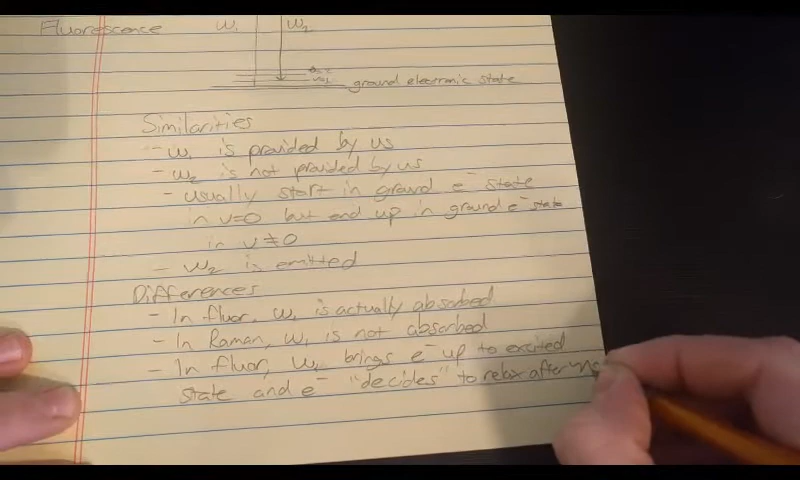 Fluorescence
ω₁ ω₂
ground electronic state
Similarities
- ω₁ is provided by us
- ω₂ is not provided by us
- usually start in ground e⁻ state
in v=0 but end up in ground e⁻ state
in v≠0
- ω₂ is emitted
Differences
- In fluor, ω₁ is actually absorbed
- In Raman, ω₁ is not absorbed
- In fluor, ω₁ brings e⁻ up to excited
state and e⁻ "decides" to relax after ns